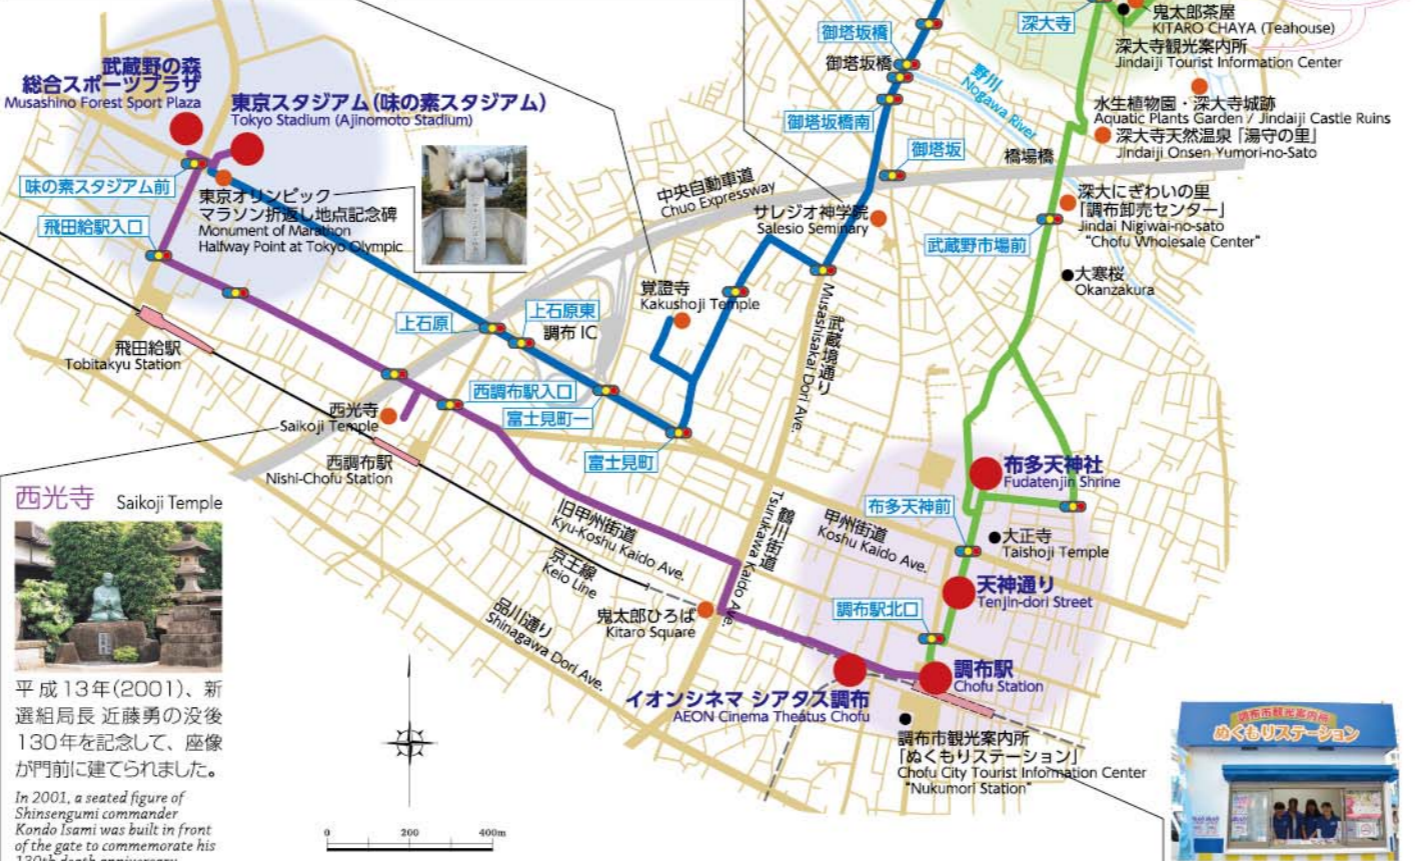 武蔵野の森
総合スポーツプラザ
Musashino Forest Sport Plaza
東京スタジアム(味の素スタジアム)
Tokyo Stadium (Ajinomoto Stadium)
味の素スタジアム前
飛田給駅入口
東京オリンピック
マラソン折返し地点記念碑
Monument of Marathon
Halfway Point at Tokyo Olympic
御塔坂橋
御塔坂橋
御塔坂橋南
御塔坂
野川
Nogawa River
深大寺
鬼太郎茶屋
KITARO CHAYA (Teahouse)
深大寺観光案内所
Jindaiji Tourist Information Center
水生植物園・深大寺城跡
Aquatic Plants Garden / Jindaiji Castle Ruins
深大寺天然温泉「湯守の里」
Jindaiji Onsen Yumori-no-Sato
橋場橋
中央自動車道
Chuo Expressway
サレジオ神学院
Salesio Seminary
深大にぎわいの里
「調布卸売センター」
Jindai Nigiwai-no-sato
"Chofu Wholesale Center"
武蔵野市場前
大寒桜
Okanzakura
覚證寺
Kakushoji Temple
武蔵境通り
Musashisakai Dori Ave.
上石原
上石原東
調布 IC
飛田給駅
Tobitakyu Station
西調布駅入口
富士見町一
富士見町
西光寺
Saikoji Temple
西調布駅
Nishi-Chofu Station
布多天神社
Fudatenjin Shrine
布多天神前
大正寺
Taishoji Temple
旧甲州街道
Kyu-Koshu Kaido Ave.
鶴川街道
Tsurukawa Kaido Ave.
甲州街道
Koshu Kaido Ave.
京王線
Keio Line
天神通り
Tenjin-dori Street
調布駅北口
鬼太郎ひろば
Kitaro Square
品川通り
Shinagawa Dori Ave.
調布駅
Chofu Station
イオンシネマ シアタス調布
AEON Cinema Theatus Chofu
調布市観光案内所
「ぬくもりステーション」
Chofu City Tourist Information Center
"Nukumori Station"
調布市観光案内所
ぬくもりステーション
西光寺 Saikoji Temple
平成13年(2001)、新
選組局長 近藤勇の没後
130年を記念して、座像
が門前に建てられました。
In 2001, a seated figure of
Shinsengumi commander
Kondo Isami was built in front
of the gate to commemorate his
130th death anniversary
0 200 400m